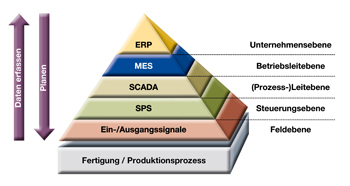 Daten erfassen
Planen
ERP
Unternehmensebene
MES
Betriebsleitebene
SCADA
(Prozess-)Leitebene
SPS
Steuerungsebene
Ein-/Ausgangssignale
Feldebene
Fertigung / Produktionsprozess